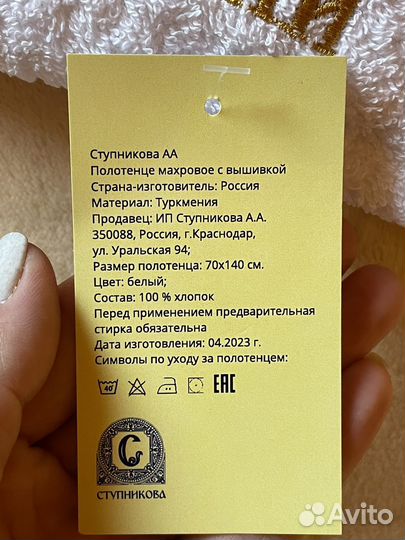 Ступникова АА
Полотенце махровое с вышивкой
Страна-изготовитель: Россия
Материал: Туркмения
Продавец: ИП Ступникова А.А.
350088, Россия, г.Краснодар,
ул. Уральская 94;
Размер полотенца: 70х140 см.
Цвет: белый;
Состав: 100 % хлопок
Перед применением предварительная
стирка обязательна
Дата изготовления: 04.2023 г.
Символы по уходу за полотенцем:
40 EAC
С
СТУПНИКОВА
Avito